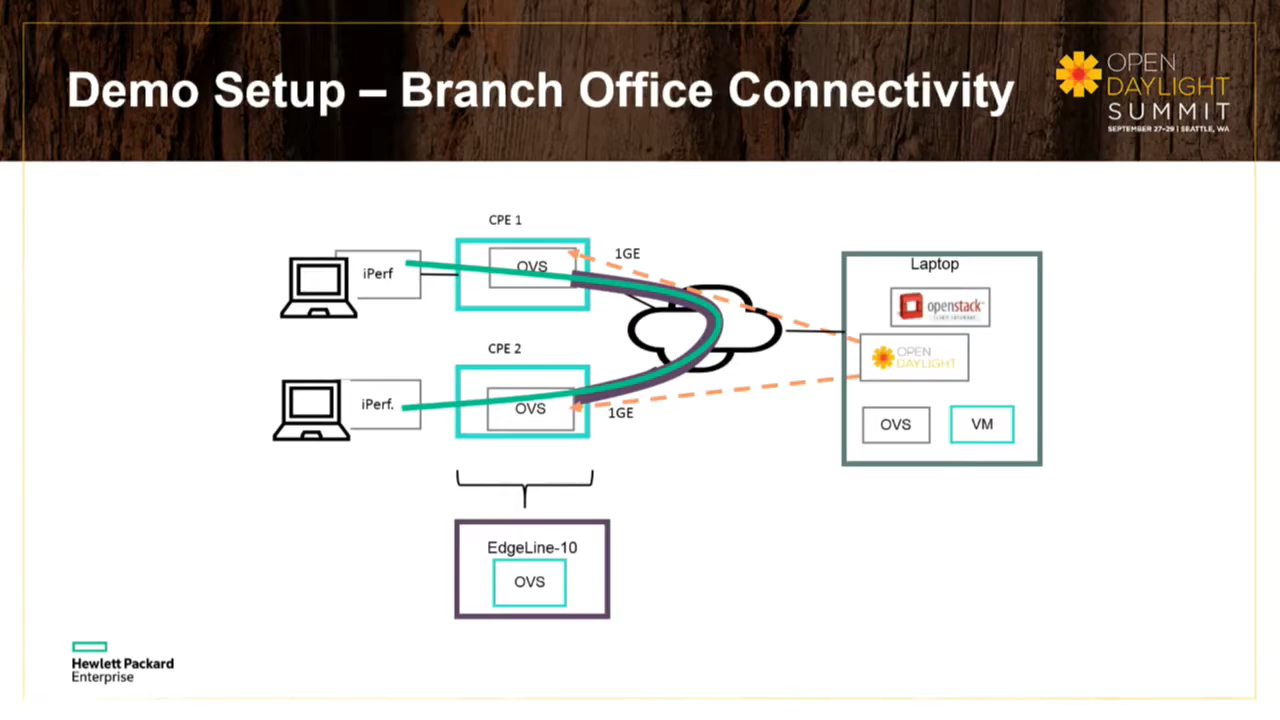 Demo Setup – Branch Office Connectivity
OPEN
DAYLIGHT
SUMMIT
SEPTEMBER 27-29 | SEATTLE, WA
CPE 1
iPerf
OVS
1GE
CPE 2
iPerf.
OVS
1GE
Laptop
openstack
OPEN
DAYLIGHT
OVS
VM
EdgeLine-10
OVS
Hewlett Packard
Enterprise